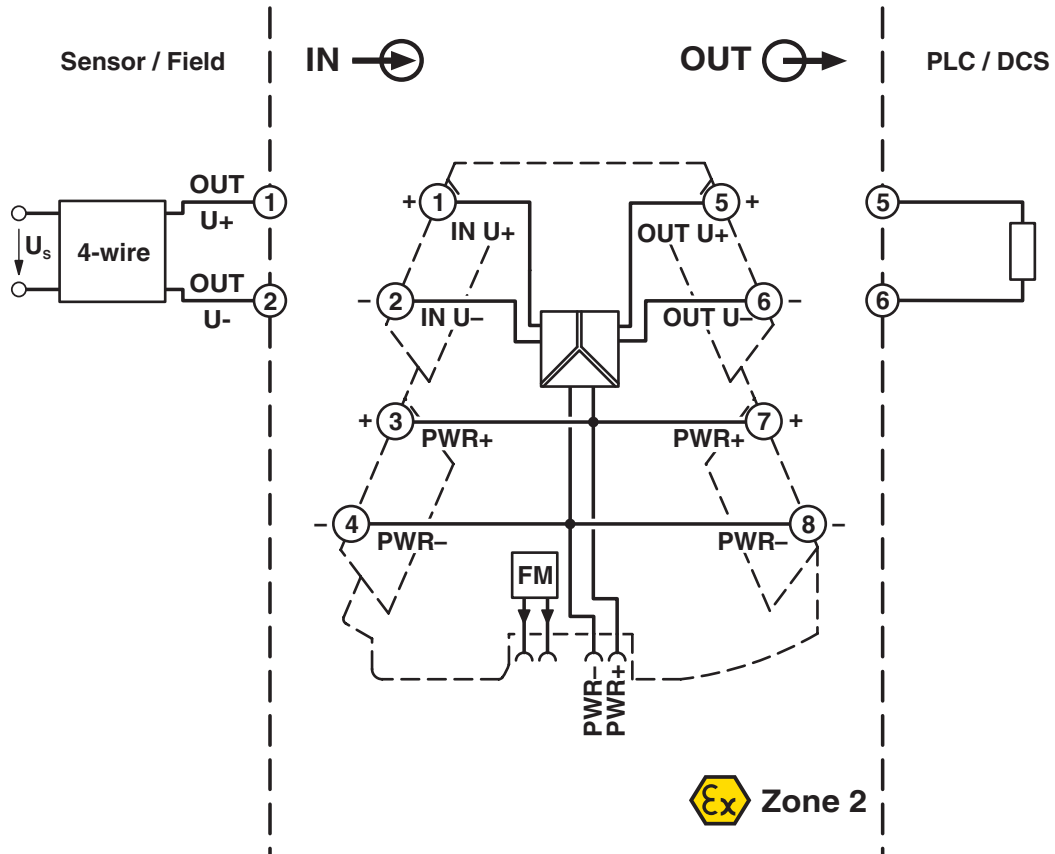 Sensor / Field
IN
OUT
PLC / DCS
OUT
1
U+
Us
4-wire
OUT
2
U-
+ 1
IN U+
5 +
OUT U+
5
– 2
IN U–
6 –
OUT U–
6
+ 3
PWR+
7 +
PWR+
– 4
PWR–
8 –
PWR–
FM
PWR–
PWR+
Ex Zone 2